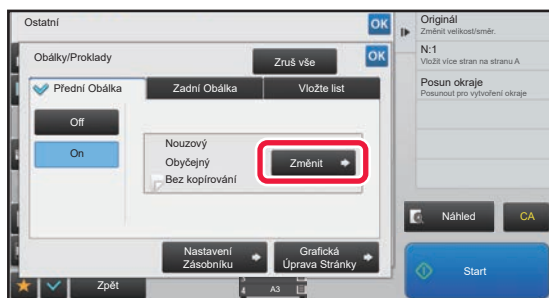 Ostatní
OK
Obálky/Proklady
Zruš vše
OK
Přední Obálka
Zadní Obálka
Vložte list
Off
On
Nouzový
Obyčejný
Bez kopírování
Změnit
Nastavení
Zásobníku
Grafická
Úprava Stránky
Zpět
4
A3
Originál
Změnit velikost/směr.
N:1
Vložit více stran na stranu A
Posun okraje
Posunout pro vytvoření okraje
Náhled
CA
Start